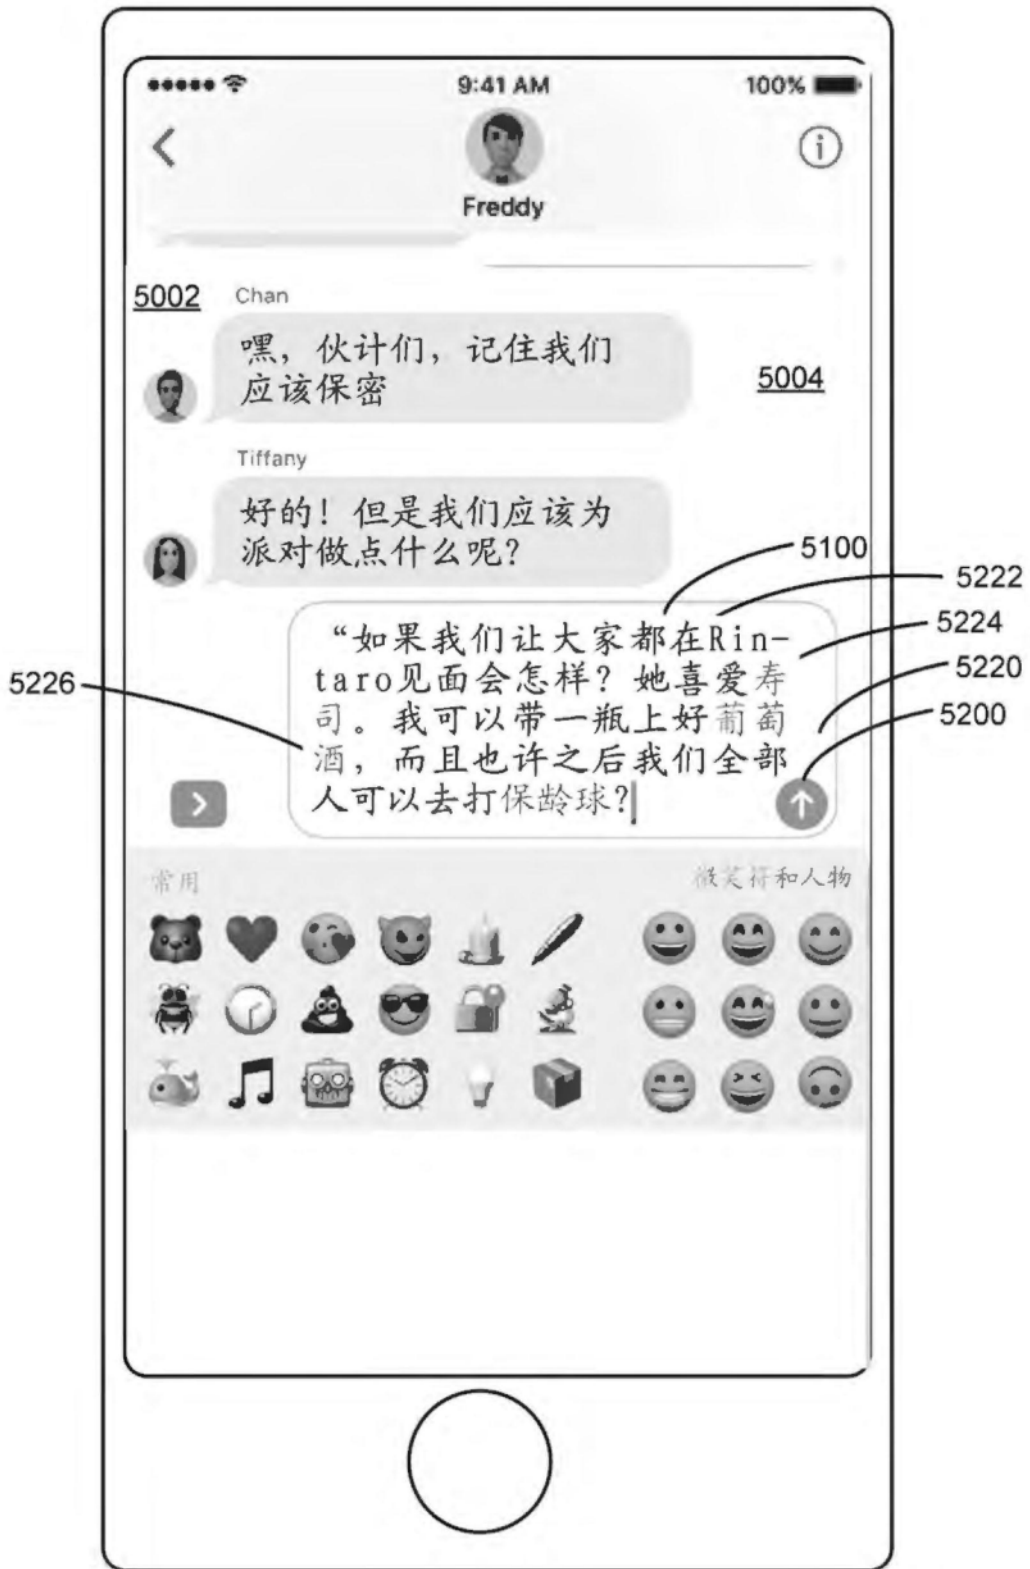 9:41 AM
100%
Freddy
5002
Chan
嘿，伙计们，记住我们
应该保密
5004
Tiffany
好的！但是我们应该为
派对做点什么呢？
5100
5222
5224
5220
5200
5226
“如果我们让大家都在Rin-
taro见面会怎样？她喜爱寿
司。我可以带一瓶上好葡萄
酒，而且也许之后我们全部
人可以去打保龄球?
常用
微笑符和人物